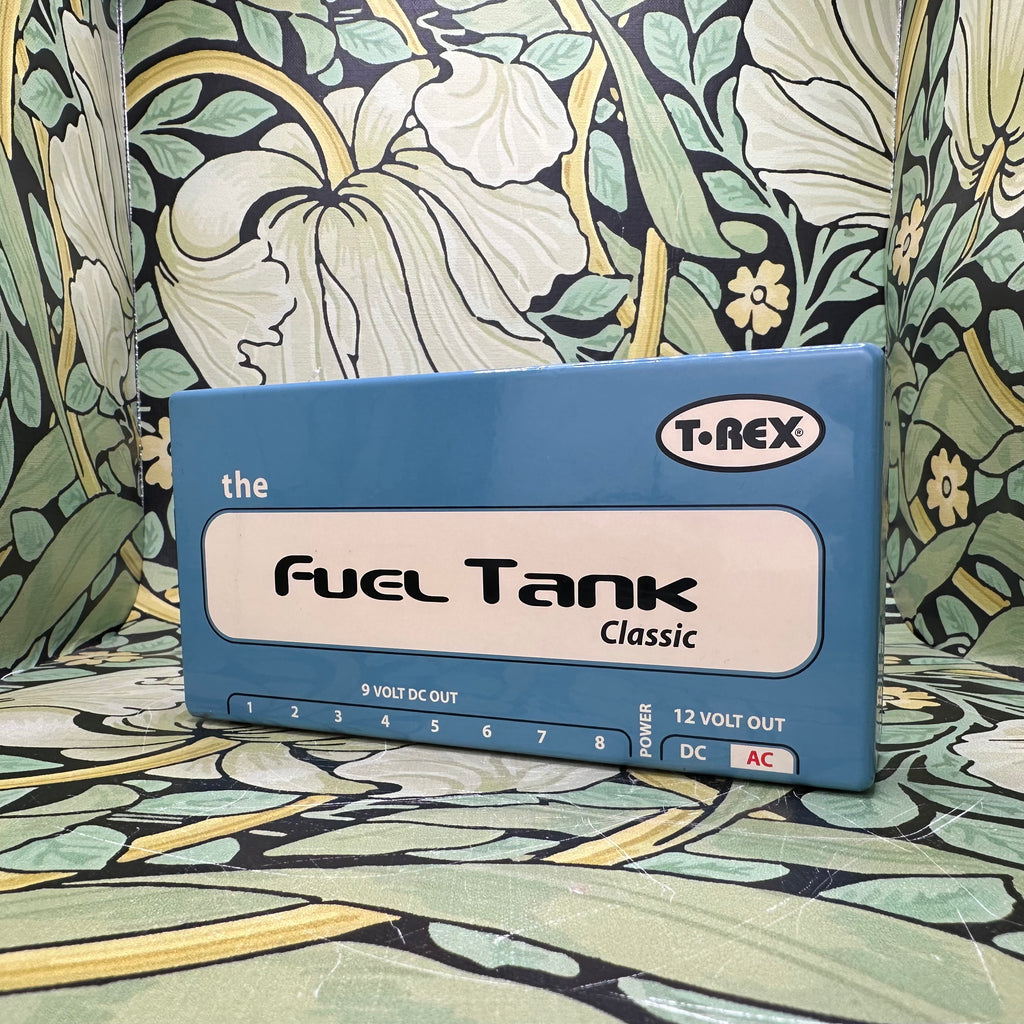 T•REX®
the
Fuel Tank
Classic
9 VOLT DC OUT
1 2 3 4 5 6 7 8
POWER
12 VOLT OUT
DC AC